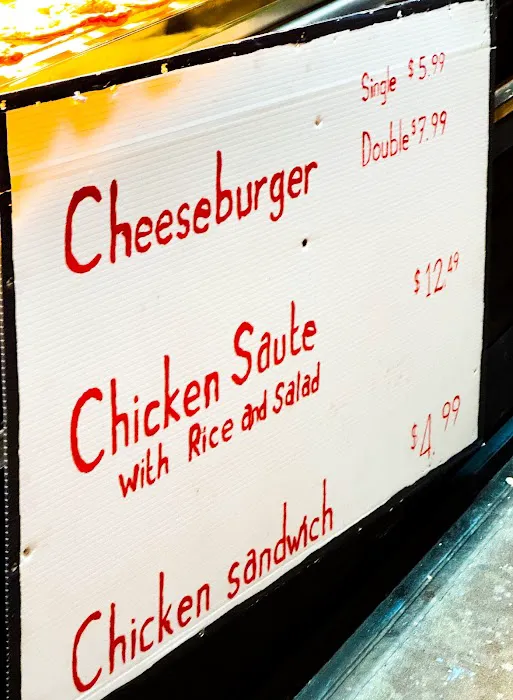 Single $5.99
Double $7.99
Cheeseburger
$12.49
Chicken Saute
with Rice and Salad
$4.99
Chicken sandwich